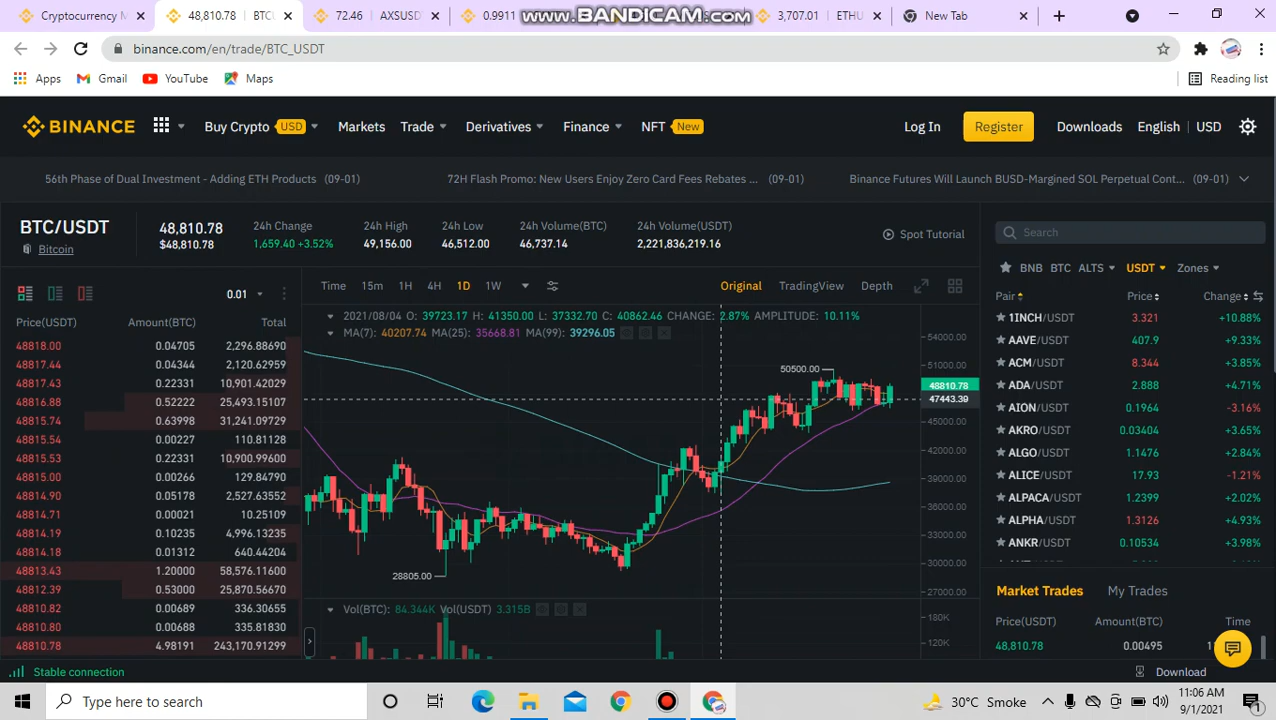 Cryptocurrency M
48,810.78 BTC
72.46 AXSUSD
0.9911
www.BANDICAM.com
3,707.01 ETHU
New Tab
binance.com/en/trade/BTC_USDT
Apps
Gmail
YouTube
Maps
Reading list
BINANCE
Buy Crypto USD
Markets
Trade
Derivatives
Finance
NFT New
Log In
Register
Downloads
English
USD
56th Phase of Dual Investment - Adding ETH Products (09-01)
72H Flash Promo: New Users Enjoy Zero Card Fees Rebates ... (09-01)
Binance Futures Will Launch BUSD-Margined SOL Perpetual Cont... (09-01)
BTC/USDT
Bitcoin
48,810.78
$48,810.78
24h Change
1,659.40 +3.52%
24h High
49,156.00
24h Low
46,512.00
24h Volume(BTC)
46,737.14
24h Volume(USDT)
2,221,836,219.16
Spot Tutorial
0.01
Price(USDT) Amount(BTC) Total
48818.00 0.04705 2,296.88690
48817.44 0.04344 2,120.62959
48817.43 0.22331 10,901.42029
48816.88 0.52222 25,493.15107
48815.74 0.63998 31,241.09729
48815.54 0.00227 110.81128
48815.53 0.22331 10,900.99600
48815.00 0.00266 129.84790
48814.90 0.05178 2,527.63552
48814.71 0.00021 10.25109
48814.19 0.10235 4,996.13235
48814.18 0.01312 640.44204
48813.43 1.20000 58,576.11600
48812.39 0.53000 25,870.56670
48810.82 0.00689 336.30655
48810.80 0.00688 335.81830
48810.78 4.98191 243,170.91299
Time 15m 1H 4H 1D 1W
Original TradingView Depth
2021/08/04 O: 39723.17 H: 41350.00 L: 37332.70 C: 40862.46 CHANGE: 2.87% AMPLITUDE: 10.11%
MA(7): 40207.74 MA(25): 35668.81 MA(99): 39296.05
50500.00
28805.00
54000.00
51000.00
48810.78
47443.39
45000.00
42000.00
39000.00
36000.00
33000.00
30000.00
27000.00
Vol(BTC): 84.344K Vol(USDT) 3.315B
180K
120K
Search
BNB BTC ALTS USDT Zones
Pair Price Change
1INCH/USDT 3.321 +10.88%
AAVE/USDT 407.9 +9.33%
ACM/USDT 8.344 +3.85%
ADA/USDT 2.888 +4.71%
AION/USDT 0.1964 -3.16%
AKRO/USDT 0.03404 +3.65%
ALGO/USDT 1.1476 +2.84%
ALICE/USDT 17.93 -1.21%
ALPACA/USDT 1.2399 +2.02%
ALPHA/USDT 1.3126 +4.93%
ANKR/USDT 0.10534 +3.98%
Market Trades My Trades
Price(USDT) Amount(BTC) Time
48,810.78 0.00495 1
Stable connection
Download
Type here to search
30°C Smoke
11:06 AM
9/1/2021
1